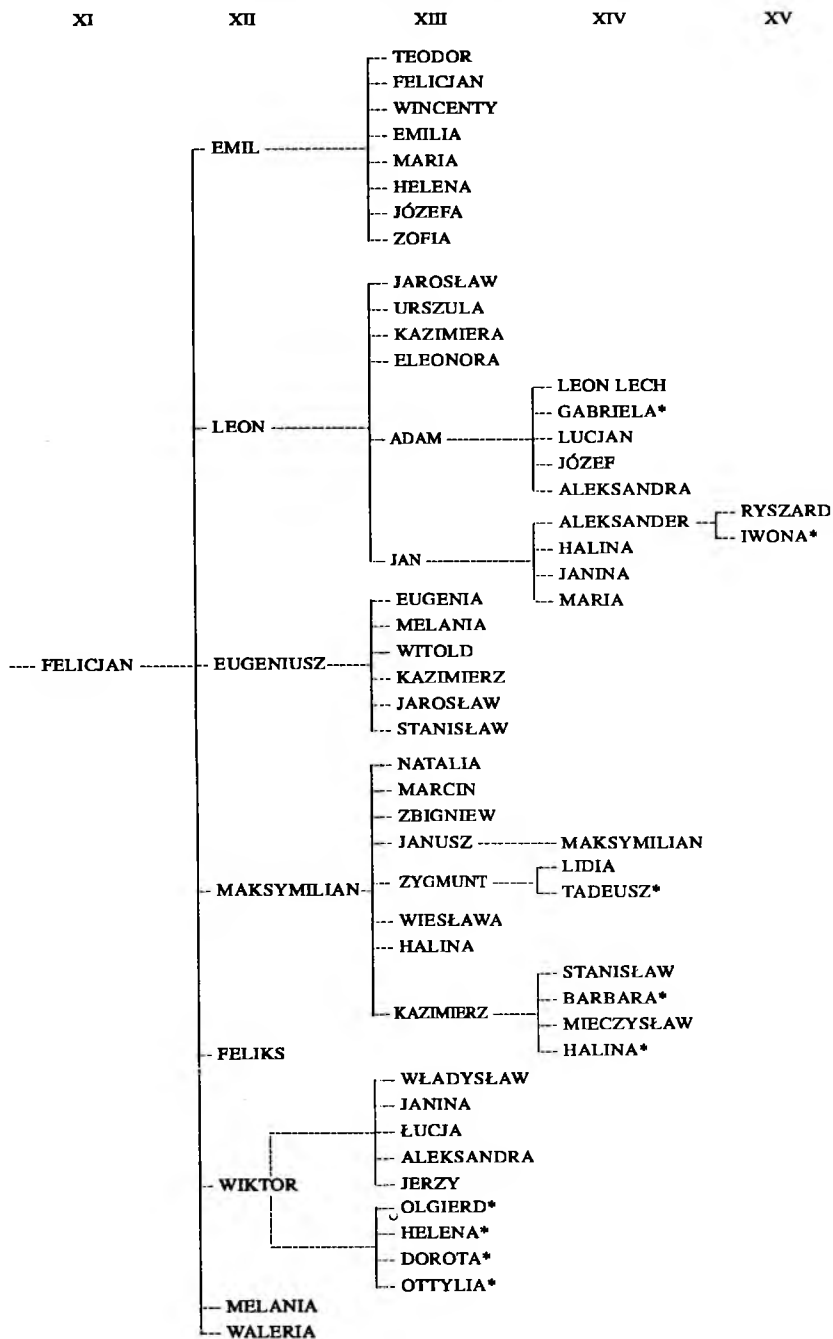 XI XII XIII XIV XV
TEODOR
FELICJAN
WINCENTY
EMILIA
EMIL
MARIA
HELENA
JÓZEFA
ZOFIA
JAROSŁAW
URSZULA
KAZIMIERA
ELEONORA
LEON LECH
GABRIELA*
LEON ADAM LUCJAN
JÓZEF
ALEKSANDRA
RYSZARD
ALEKSANDER
IWONA*
HALINA
JAN
JANINA
EUGENIA MARIA
MELANIA
WITOLD
FELICJAN EUGENIUSZ
KAZIMIERZ
JAROSŁAW
STANISŁAW
NATALIA
MARCIN
ZBIGNIEW
JANUSZ MAKSYMILIAN
LIDIA
ZYGMUNT
MAKSYMILIAN TADEUSZ*
WIESŁAWA
HALINA
STANISŁAW
BARBARA*
KAZIMIERZ
MIECZYSŁAW
FELIKS HALINA*
WŁADYSŁAW
JANINA
ŁUCJA
ALEKSANDRA
WIKTOR JERZY
OLGIERD*
HELENA*
DOROTA*
OTTYLIA*
MELANIA
WALERIA